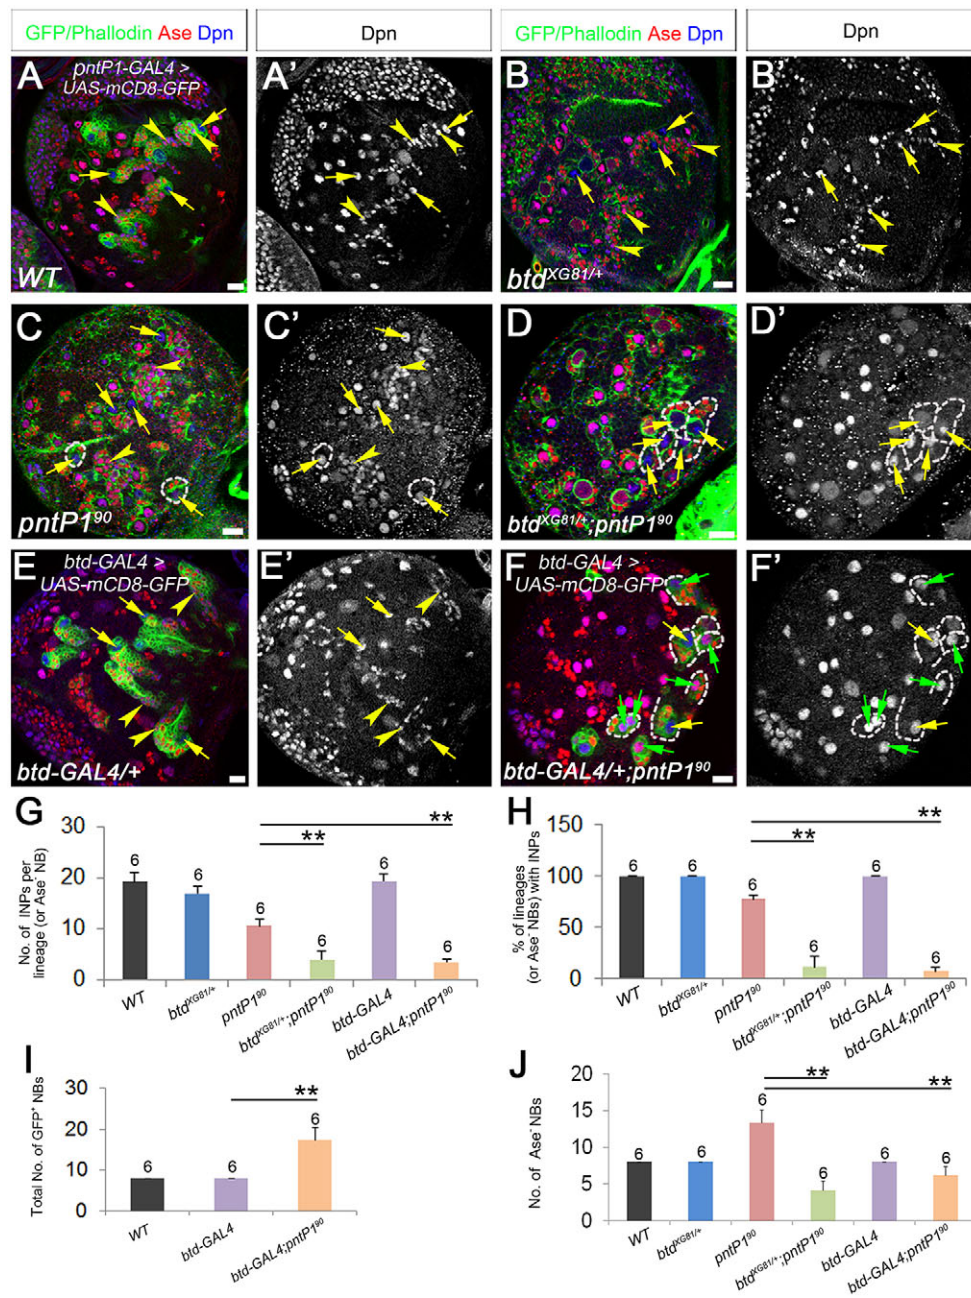 GFP/Phallodin Ase Dpn
Dpn
GFP/Phallodin Ase Dpn
Dpn
A
pntP1-GAL4 >
UAS-mCD8-GFP
WT
A'
B
btdXG81/+
B'
C
pntP190
C'
D
btdXG81/+;pntP190
D'
E
btd-GAL4 >
UAS-mCD8-GFP
btd-GAL4/+
E'
F
btd-GAL4 >
UAS-mCD8-GFP
btd-GAL4/+;pntP190
F'
G
No. of INPs per
lineage (or Ase- NB)
30
20
10
0
6 6 6 6 6 6
** **
WT
btdXG81/+
pntP190
btdXG81/+;pntP190
btd-GAL4
btd-GAL4;pntP190
H
% of lineages
(or Ase- NBs) with INPs
150
100
50
0
6 6 6 6 6 6
** **
WT
btdXG81/+
pntP190
btdXG81/+;pntP190
btd-GAL4
btd-GAL4;pntP190
I
Total No. of GFP+ NBs
30
20
10
0
6 6 6
**
WT
btd-GAL4
btd-GAL4;pntP190
J
No. of Ase- NBs
20
15
10
5
0
6 6 6 6 6 6
** **
WT
btdXG81/+
pntP190
btdXG81/+;pntP190
btd-GAL4
btd-GAL4;pntP190